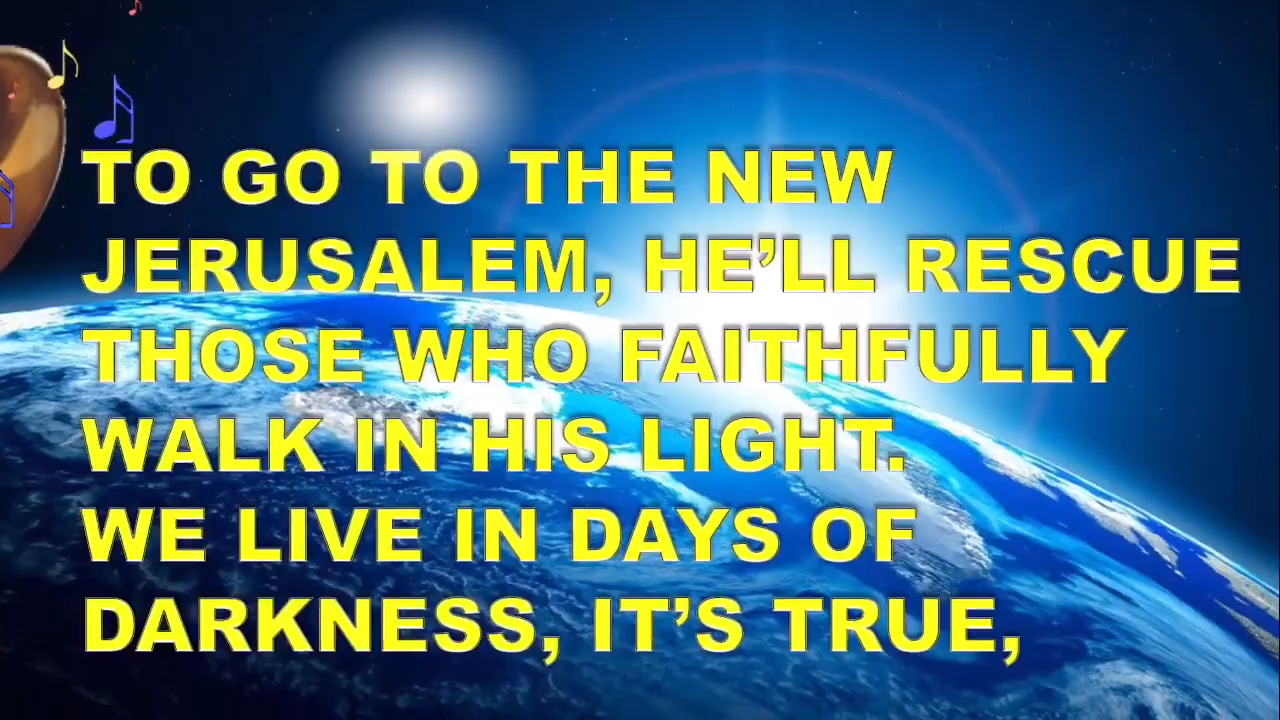 TO GO TO THE NEW
JERUSALEM, HE’LL RESCUE
THOSE WHO FAITHFULLY
WALK IN HIS LIGHT.
WE LIVE IN DAYS OF
DARKNESS, IT’S TRUE,